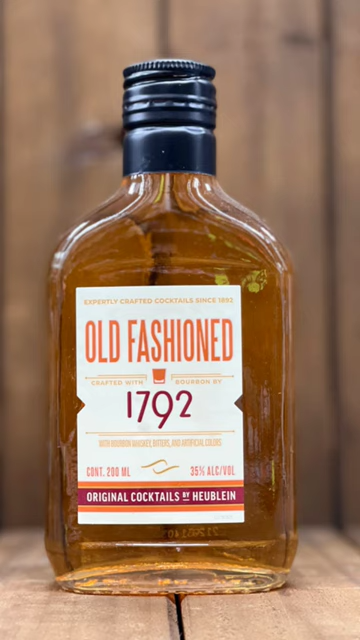 EXPERTLY CRAFTED COCKTAILS SINCE 1892
OLD FASHIONED
CRAFTED WITH BOURBON BY
1792
WITH BOURBON WHISKEY, BITTERS, AND ARTIFICIAL COLORS
CONT. 200 ML 35% ALC/VOL
ORIGINAL COCKTAILS BY HEUBLEIN